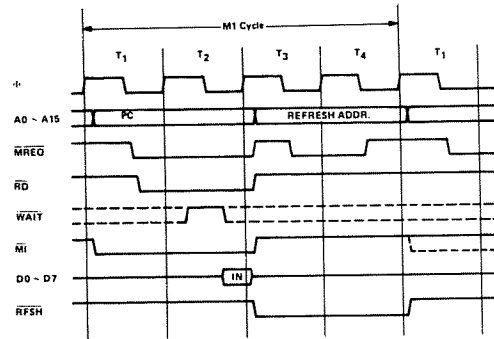 M1 Cycle
T1 T2 T3 T4 T1
Φ
A0 ~ A15 PC REFRESH ADDR.
MREQ
RD
WAIT
M1
D0 ~ D7 IN
RFSH